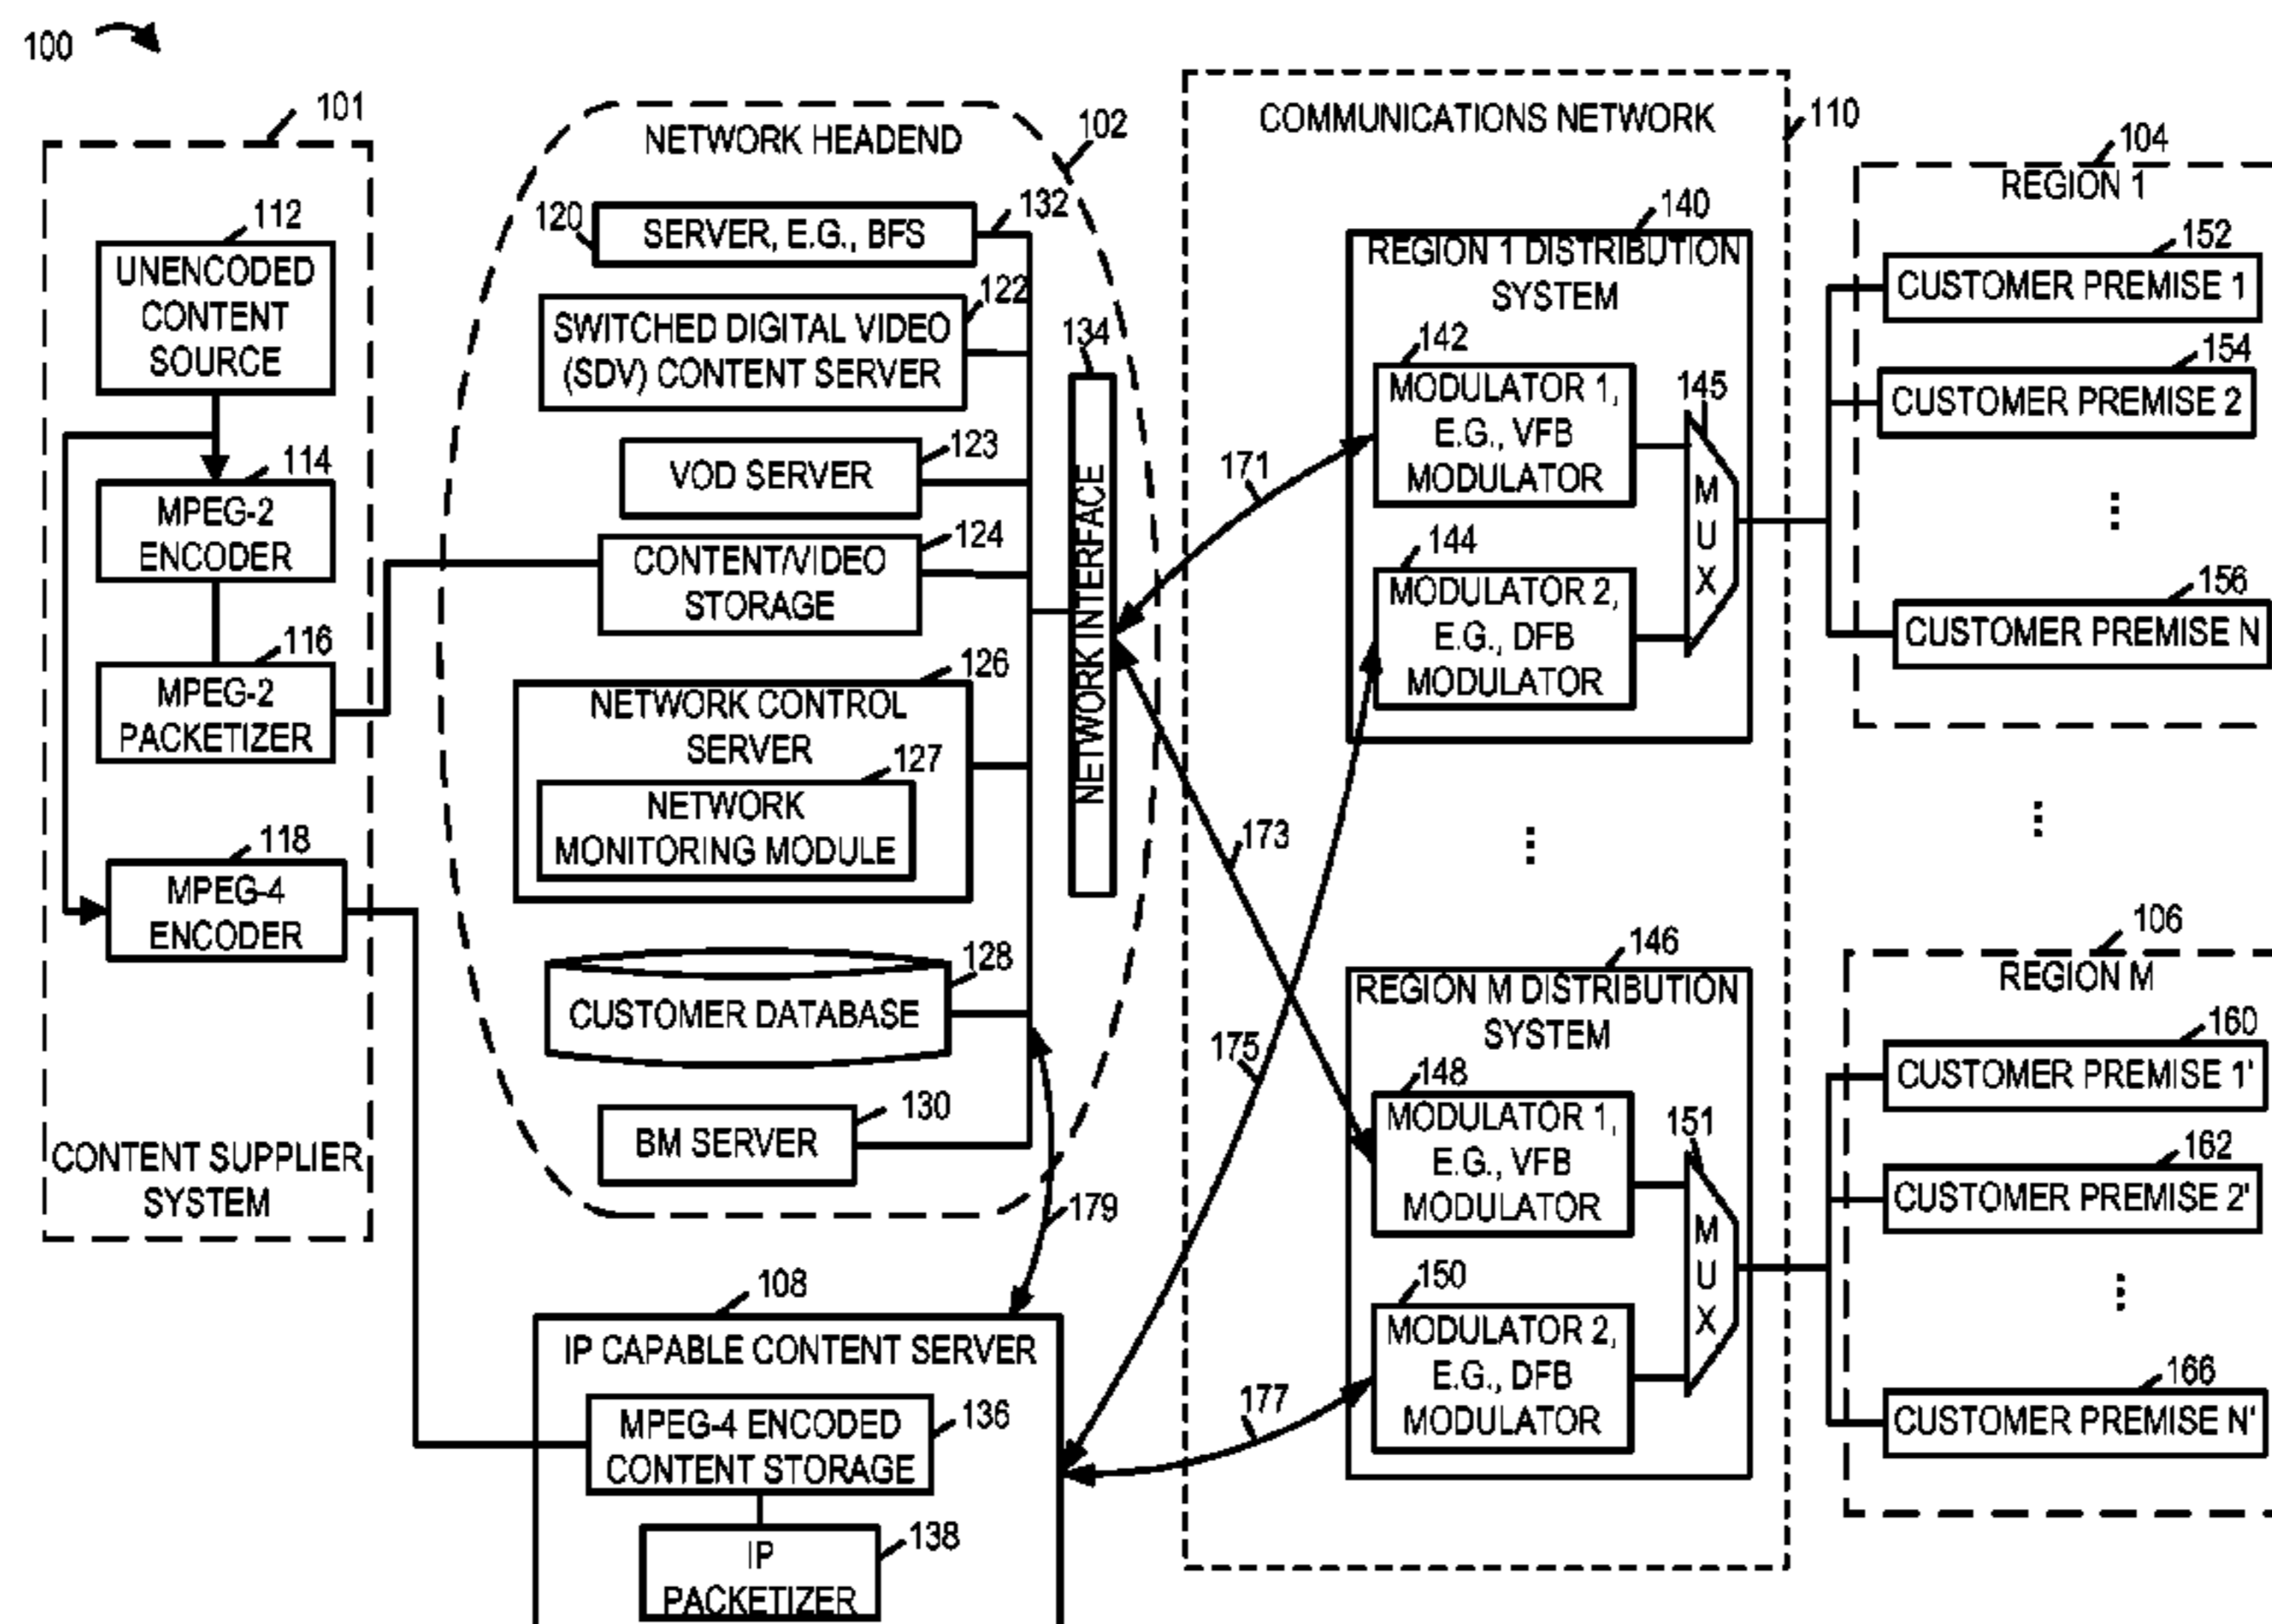 100
101
112
UNENCODED
CONTENT
SOURCE
114
MPEG-2
ENCODER
116
MPEG-2
PACKETIZER
118
MPEG-4
ENCODER
CONTENT SUPPLIER
SYSTEM
NETWORK HEADEND
102
120
SERVER, E.G., BFS
132
122
SWITCHED DIGITAL VIDEO
(SDV) CONTENT SERVER
123
VOD SERVER
124
CONTENT/VIDEO
STORAGE
126
NETWORK CONTROL
SERVER
127
NETWORK
MONITORING MODULE
128
CUSTOMER DATABASE
130
BM SERVER
134
NETWORK INTERFACE
179
108
IP CAPABLE CONTENT SERVER
MPEG-4 ENCODED
CONTENT STORAGE
136
138
IP
PACKETIZER
171
173
175
177
COMMUNICATIONS NETWORK
110
140
REGION 1 DISTRIBUTION
SYSTEM
142
MODULATOR 1,
E.G., VFB
MODULATOR
144
MODULATOR 2,
E.G., DFB
MODULATOR
145
M
U
X
...
146
REGION M DISTRIBUTION
SYSTEM
148
MODULATOR 1,
E.G., VFB
MODULATOR
150
MODULATOR 2,
E.G., DFB
MODULATOR
151
M
U
X
104
REGION 1
152
CUSTOMER PREMISE 1
154
CUSTOMER PREMISE 2
...
156
CUSTOMER PREMISE N
...
106
REGION M
160
CUSTOMER PREMISE 1'
162
CUSTOMER PREMISE 2'
...
166
CUSTOMER PREMISE N'